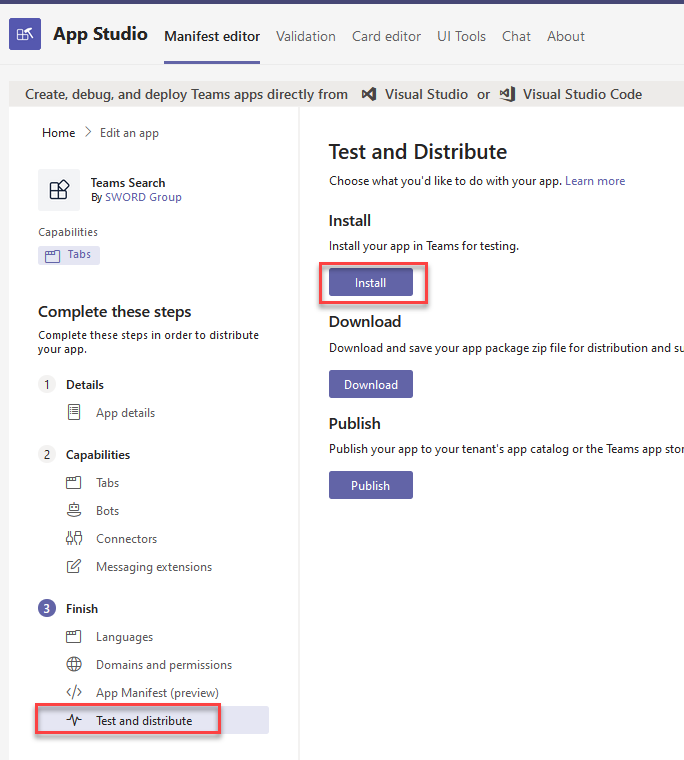 App Studio
Manifest editor
Validation
Card editor
UI Tools
Chat
About
Create, debug, and deploy Teams apps directly from Visual Studio or Visual Studio Code
Home > Edit an app
Teams Search
By SWORD Group
Capabilities
Tabs
Complete these steps
Complete these steps in order to distribute
your app.
1 Details
App details
2 Capabilities
Tabs
Bots
Connectors
Messaging extensions
3 Finish
Languages
Domains and permissions
App Manifest (preview)
Test and distribute
Test and Distribute
Choose what you'd like to do with your app. Learn more
Install
Install your app in Teams for testing.
Install
Download
Download and save your app package zip file for distribution and su
Download
Publish
Publish your app to your tenant's app catalog or the Teams app stor
Publish